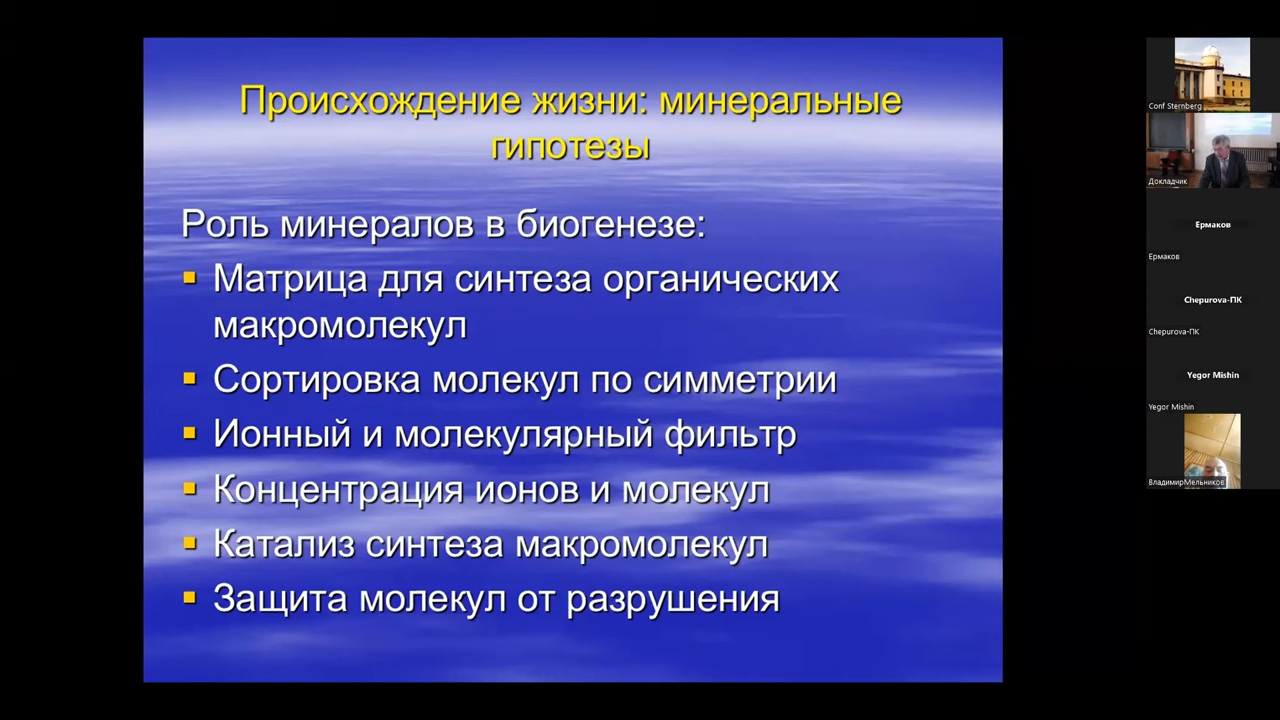 Происхождение жизни: минеральные
гипотезы
Роль минералов в биогенезе:
Матрица для синтеза органических
макромолекул
Сортировка молекул по симметрии
Ионный и молекулярный фильтр
Концентрация ионов и молекул
Катализ синтеза макромолекул
Защита молекул от разрушения
Conf Sternberg
Докладчик
Ермаков
Ермаков
Chepurova-ПК
Chepurova-ПК
Yegor Mishin
Yegor Mishin
ВладимирМельников